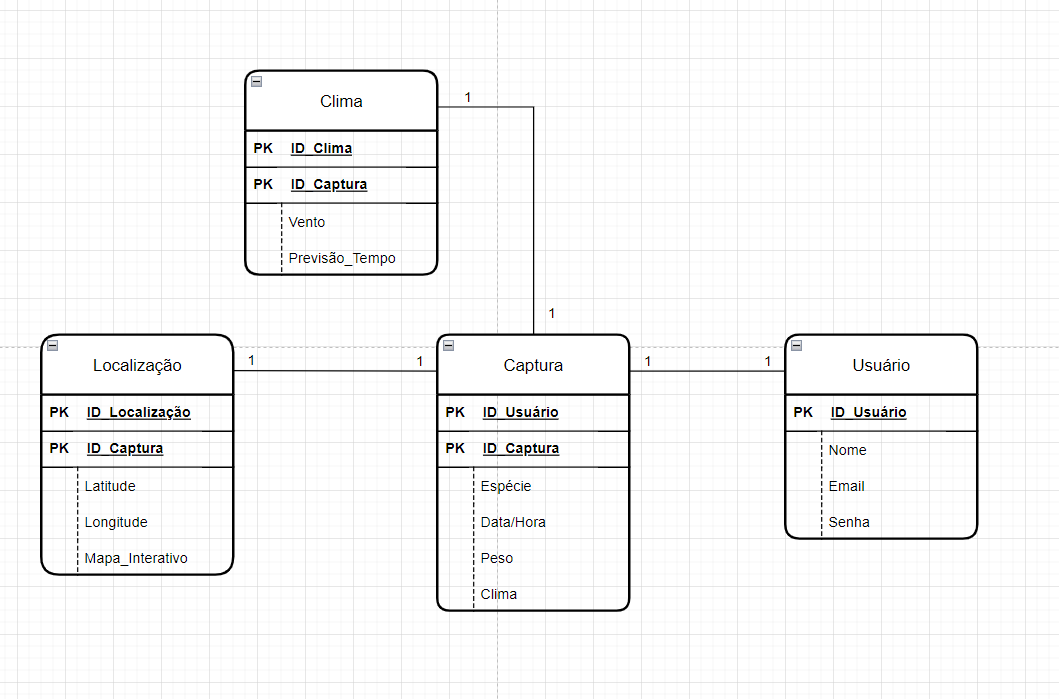 Clima
1
PK ID_Clima
PK ID_Captura
Vento
Previsão_Tempo
1
Localização
1
1
PK ID_Localização
PK ID_Captura
Latitude
Longitude
Mapa_Interativo
Captura
1
1
PK ID_Usuário
PK ID_Captura
Espécie
Data/Hora
Peso
Clima
Usuário
PK ID_Usuário
Nome
Email
Senha